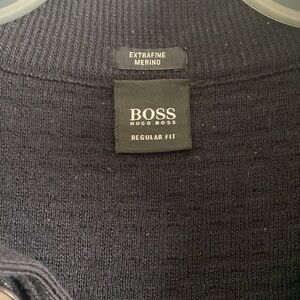 EXTRAFINE
MERINO
BOSS
HUGO BOSS
REGULAR FIT